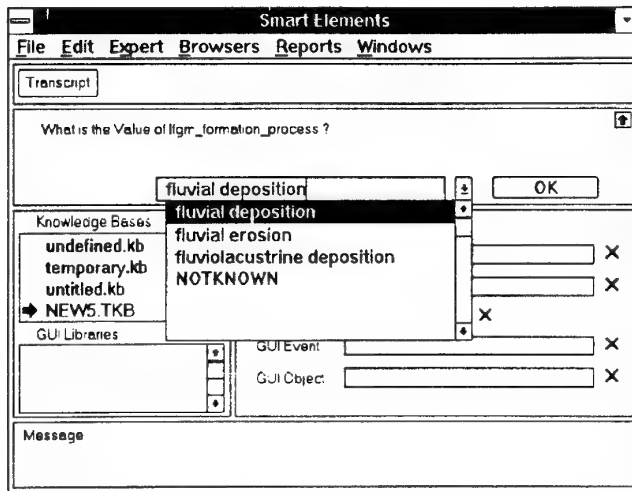 Smart Elements
File Edit Expert Browsers Reports Windows
Transcript
What is the Value of lfgrr_formation_process ?
fluvial deposition
OK
fluvial deposition
fluvial erosion
fluviolacustrine deposition
NOTKNOWN
Knowledge Bases
undefined.kb
temporary.kb
untitled.kb
NEW5.TKB
GUI Libraries
GUI Event
GUI Object
Message